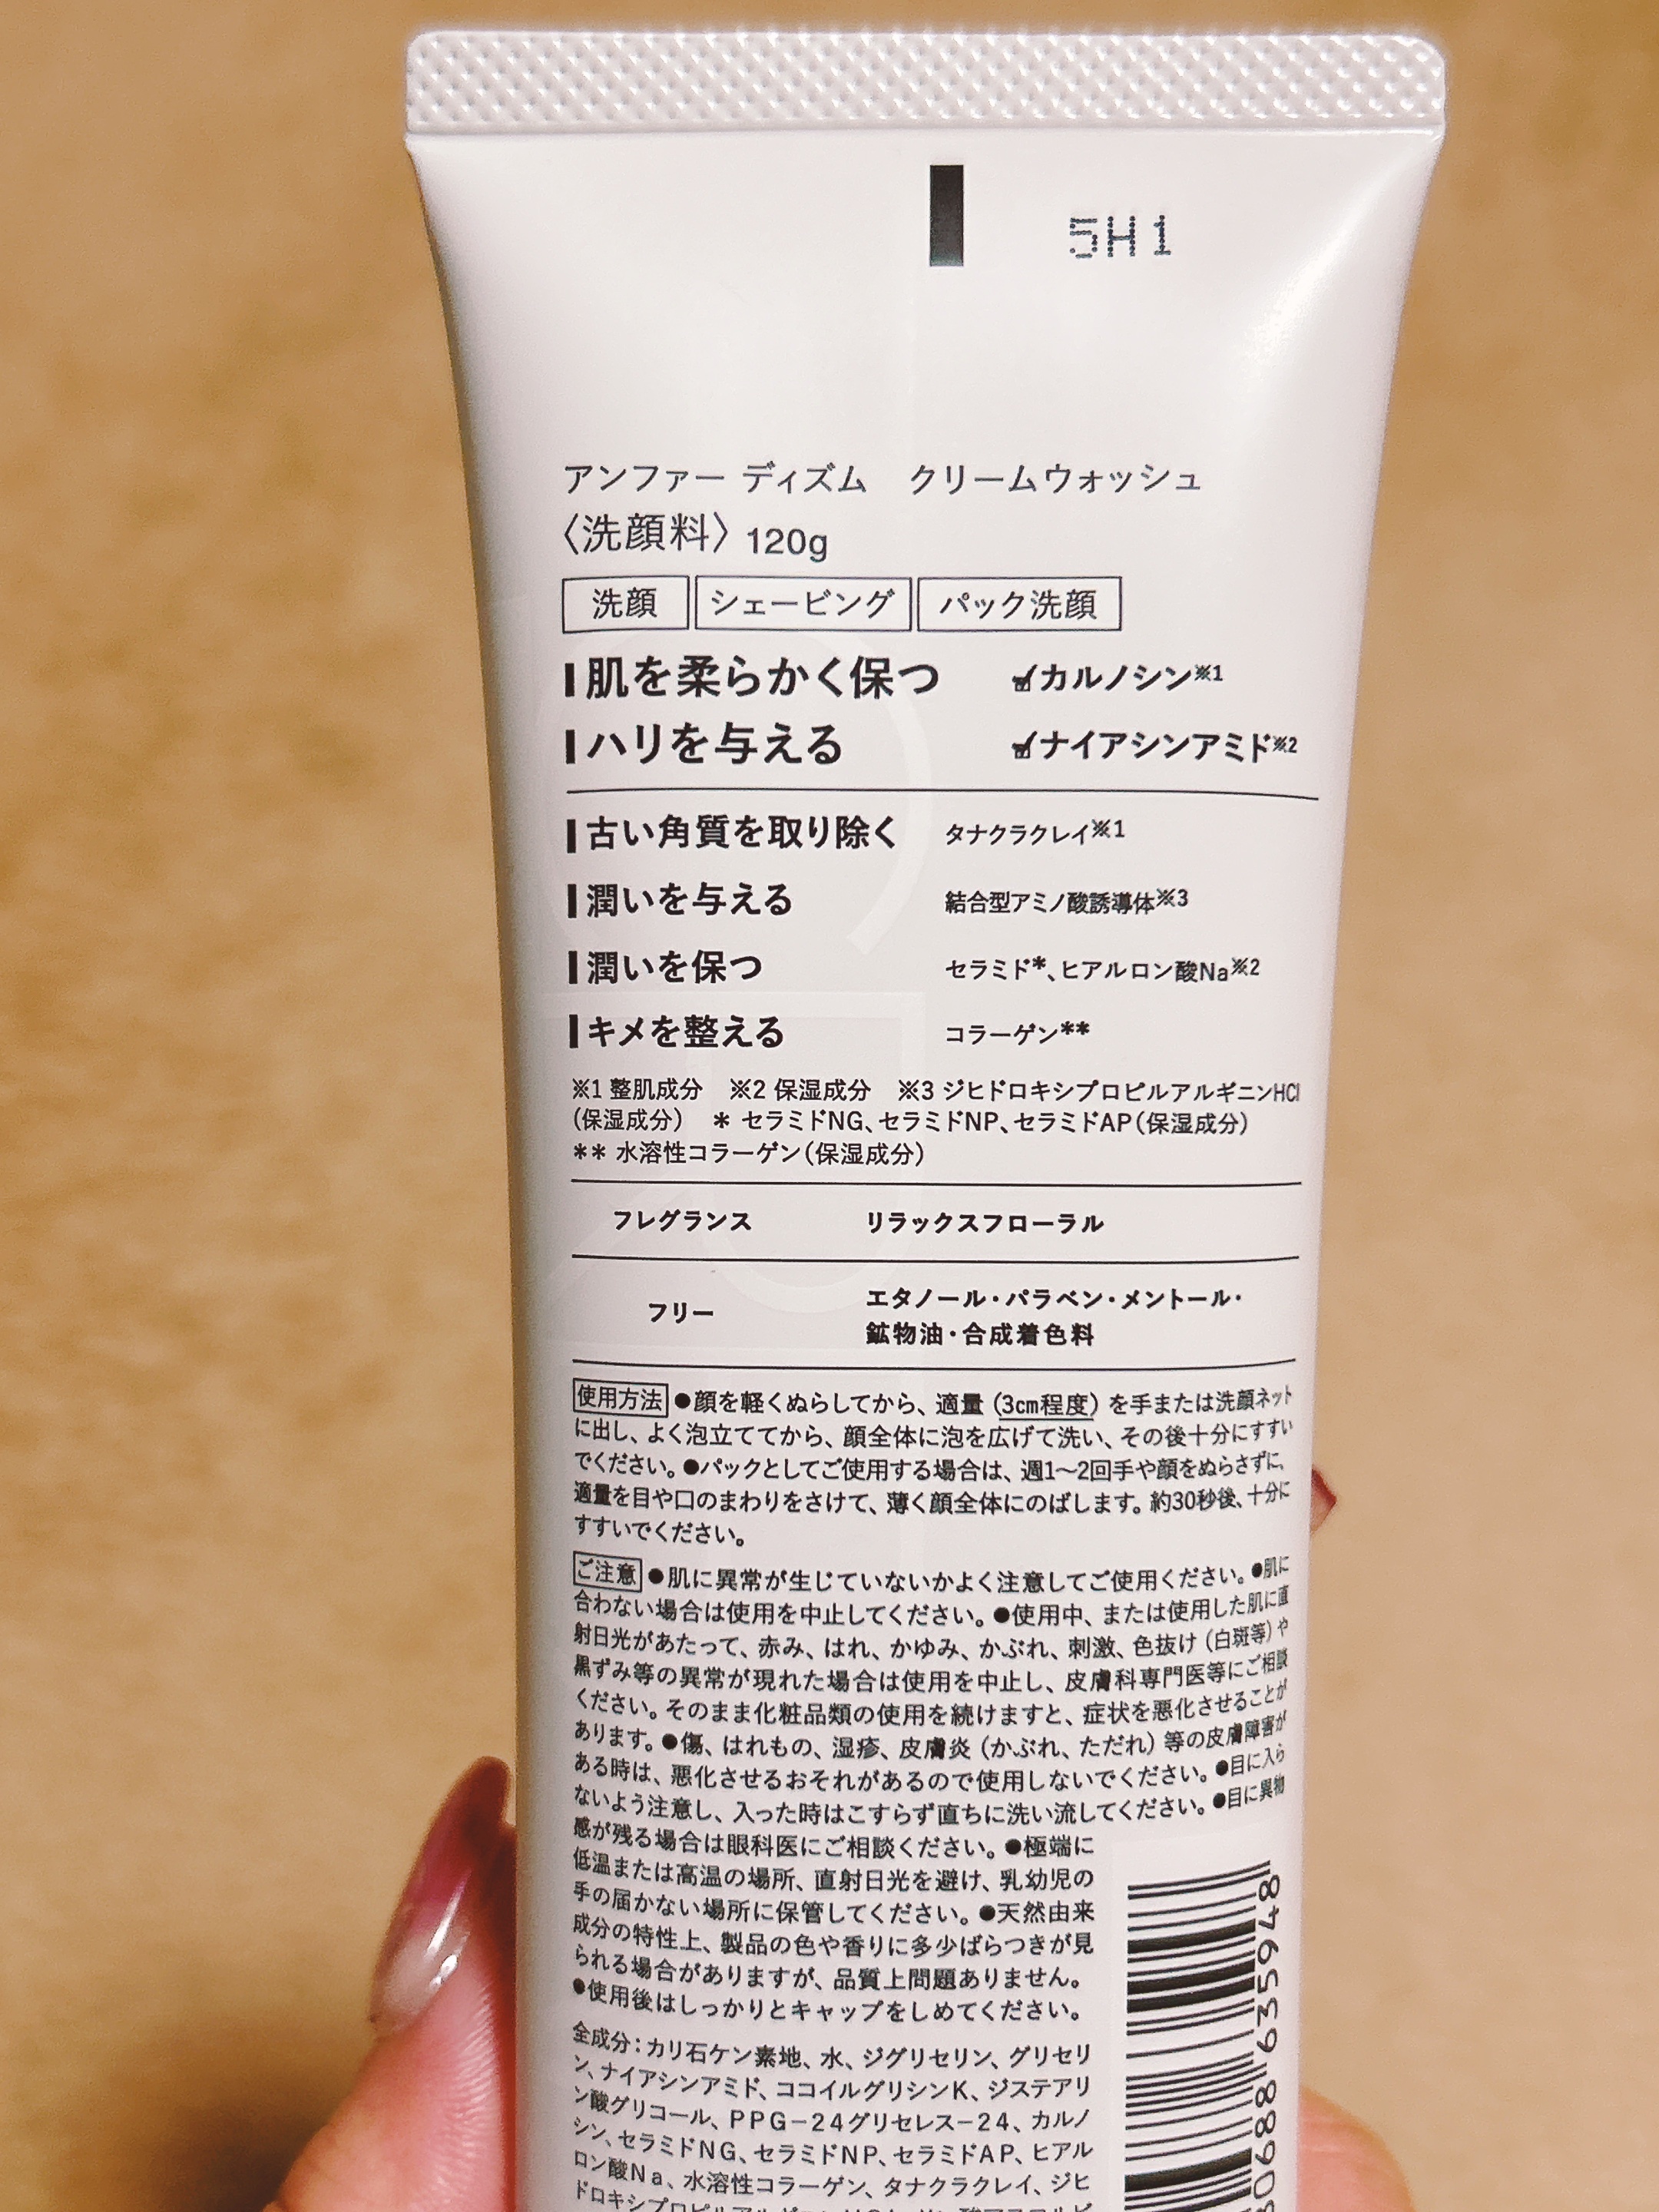 5H1
アンファー ディズム　クリームウォッシュ
〈洗顔料〉120g
洗顔 シェービング パック洗顔
肌を柔らかく保つ　カルノシン※1
ハリを与える　ナイアシンアミド※2
古い角質を取り除く　タナクラクレイ※1
潤いを与える　結合型アミノ酸誘導体※3
潤いを保つ　セラミド*、ヒアルロン酸Na※2
キメを整える　コラーゲン**
※1 整肌成分　※2 保湿成分　※3 ジヒドロキシプロピルアルギニンHCl
(保湿成分)　* セラミドNG、セラミドNP、セラミドAP(保湿成分)
** 水溶性コラーゲン(保湿成分)
フレグランス　リラックスフローラル
フリー　エタノール・パラベン・メントール・
鉱物油・合成着色料
使用方法 ●顔を軽くぬらしてから、適量（3cm程度）を手または洗顔ネット
に出し、よく泡立ててから、顔全体に泡を広げて洗い、その後十分にすすい
でください。●パックとしてご使用する場合は、週1〜2回手や顔をぬらさずに、
適量を目や口のまわりをさけて、薄く顔全体にのばします。約30秒後、十分に
すすいでください。
ご注意 ●肌に異常が生じていないかよく注意してご使用ください。●肌に
合わない場合は使用を中止してください。●使用中、または使用した肌に直
射日光があたって、赤み、はれ、かゆみ、かぶれ、刺激、色抜け（白斑等）や
黒ずみ等の異常が現れた場合は使用を中止し、皮膚科専門医等にご相談
ください。そのまま化粧品類の使用を続けますと、症状を悪化させることが
あります。●傷、はれもの、湿疹、皮膚炎（かぶれ、ただれ）等の皮膚障害が
ある時は、悪化させるおそれがあるので使用しないでください。●目に入ら
ないよう注意し、入った時はこすらず直ちに洗い流してください。●目に異物
感が残る場合は眼科医にご相談ください。●極端に
低温または高温の場所、直射日光を避け、乳幼児の
手の届かない場所に保管してください。●天然由来
成分の特性上、製品の色や香りに多少ばらつきが見
られる場合がありますが、品質上問題ありません。
●使用後はしっかりとキャップをしめてください。
全成分：カリ石ケン素地、水、ジグリセリン、グリセリ
ン、ナイアシンアミド、ココイルグリシンK、ジステアリ
ン酸グリコール、PPG−24グリセレス−24、カルノ
シン、セラミドNG、セラミドNP、セラミドAP、ヒアル
ロン酸Na、水溶性コラーゲン、タナクラクレイ、ジヒ